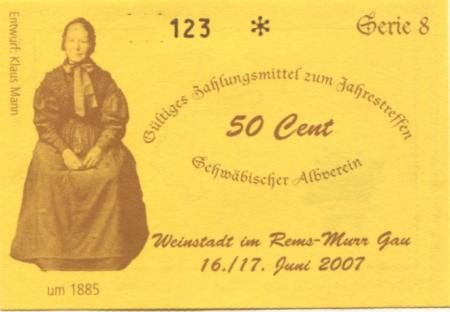 123 *
Serie 8
Entwurf: Klaus Mann
Gültiges Zahlungsmittel zum Jahrestreffen
50 Cent
Schwäbischer Albverein
Weinstadt im Rems-Murr Gau
16./17. Juni 2007
um 1885